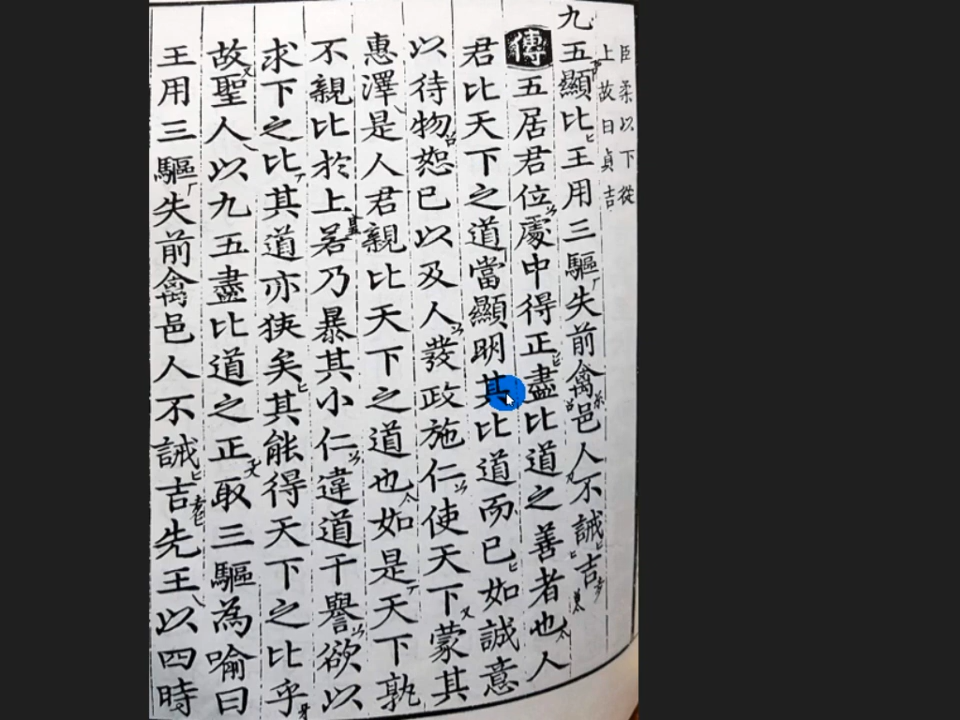 臣柔以下從
上故曰貞吉
九五顯比王用三驅失前禽邑人不誡吉
傳五居君位處中得正盡比道之善者也人
君比天下之道當顯明其比道而已如誠意
以待物恕己以及人發政施仁使天下蒙其
惠澤是人君親比天下之道也如是天下孰
不親比於上若乃暴其小仁違道干譽欲以
求下之比其道亦狹矣其能得天下之比乎
故聖人以九五盡比道之正取三驅為喻曰
王用三驅失前禽邑人不誡吉先王以四時